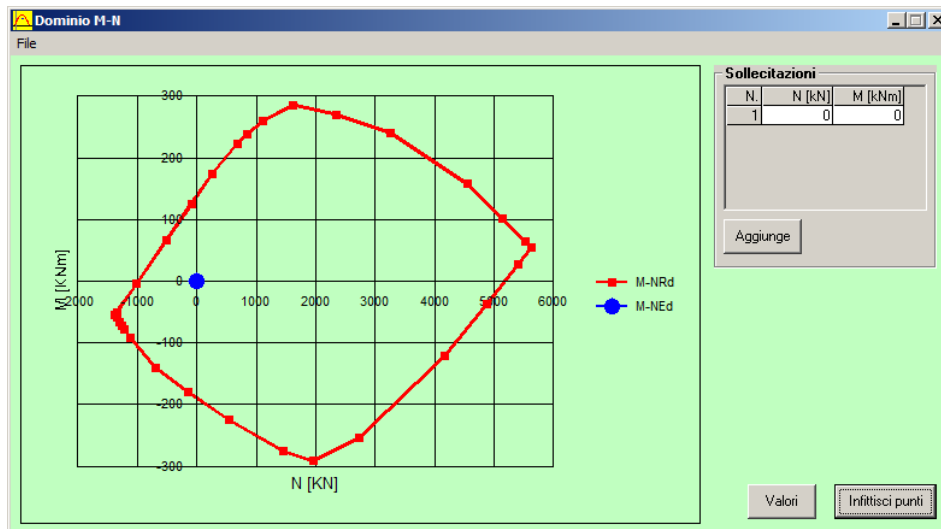 Dominio M-N
File
Sollecitazioni
N. N [kN] M [kNm]
1 0 0
Aggiunge
300
200
100
0
-100
-200
-300
M [KNm]
-2000 -1000 0 1000 2000 3000 4000 5000 6000
N [KN]
M-NRd
M-NEd
Valori
Infittisci punti